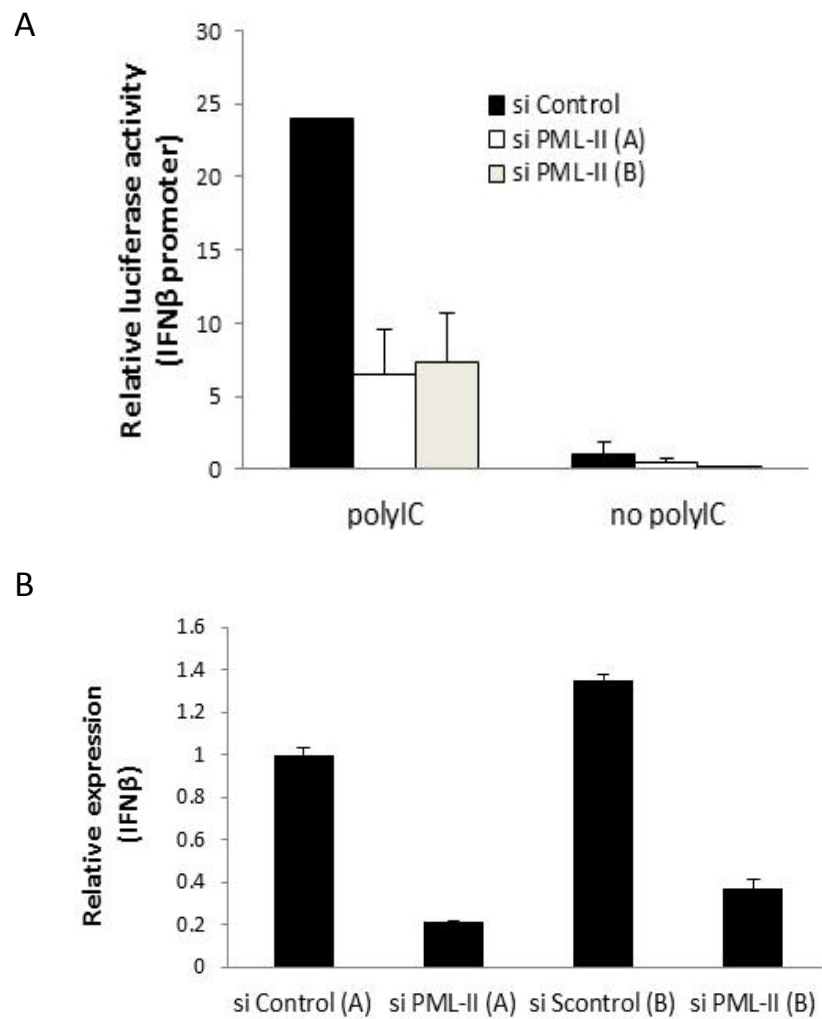 A
Relative luciferase activity
(IFNβ promoter)
30
25
20
15
10
5
0
si Control
si PML-II (A)
si PML-II (B)
polyIC
no polyIC
B
Relative expression
(IFNβ)
1.6
1.4
1.2
1
0.8
0.6
0.4
0.2
0
si Control (A)
si PML-II (A)
si Scontrol (B)
si PML-II (B)